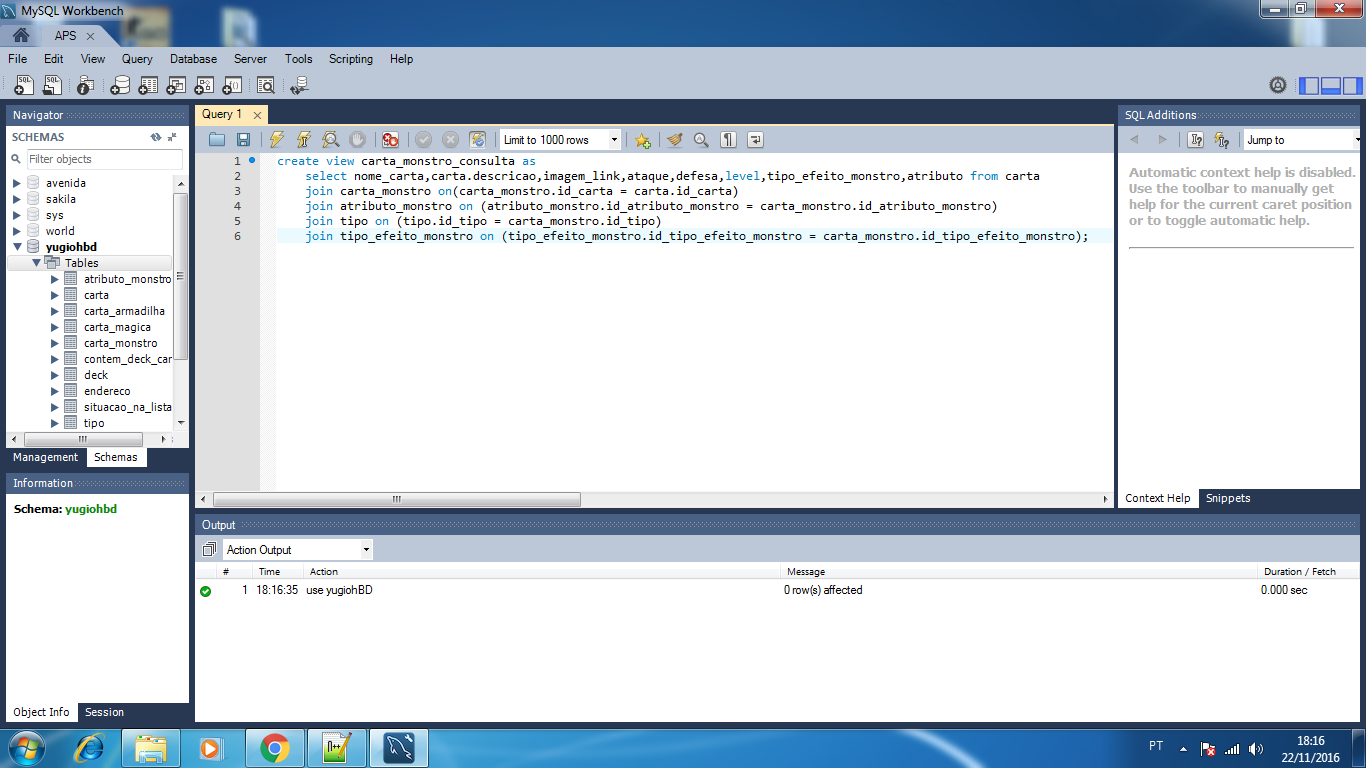 MySQL Workbench
APS
File Edit View Query Database Server Tools Scripting Help
Navigator
SCHEMAS
Filter objects
avenida
sakila
sys
world
yugiohbd
Tables
atributo_monstro
carta
carta_armadilha
carta_magica
carta_monstro
contem_deck_car
deck
endereco
situacao_na_lista
tipo
Management Schemas
Information
Schema: yugiohbd
Object Info Session
Query 1
Limit to 1000 rows
1 create view carta_monstro_consulta as
2 select nome_carta,carta.descricao,imagem_link,ataque,defesa,level,tipo_efeito_monstro,atributo from carta
3 join carta_monstro on(carta_monstro.id_carta = carta.id_carta)
4 join atributo_monstro on (atributo_monstro.id_atributo_monstro = carta_monstro.id_atributo_monstro)
5 join tipo on (tipo.id_tipo = carta_monstro.id_tipo)
6 join tipo_efeito_monstro on (tipo_efeito_monstro.id_tipo_efeito_monstro = carta_monstro.id_tipo_efeito_monstro);
SQL Additions
Jump to
Automatic context help is disabled.
Use the toolbar to manually get
help for the current caret position
or to toggle automatic help.
Context Help Snippets
Output
Action Output
# Time Action Message Duration / Fetch
1 18:16:35 use yugiohBD 0 row(s) affected 0.000 sec
PT
18:16
22/11/2016